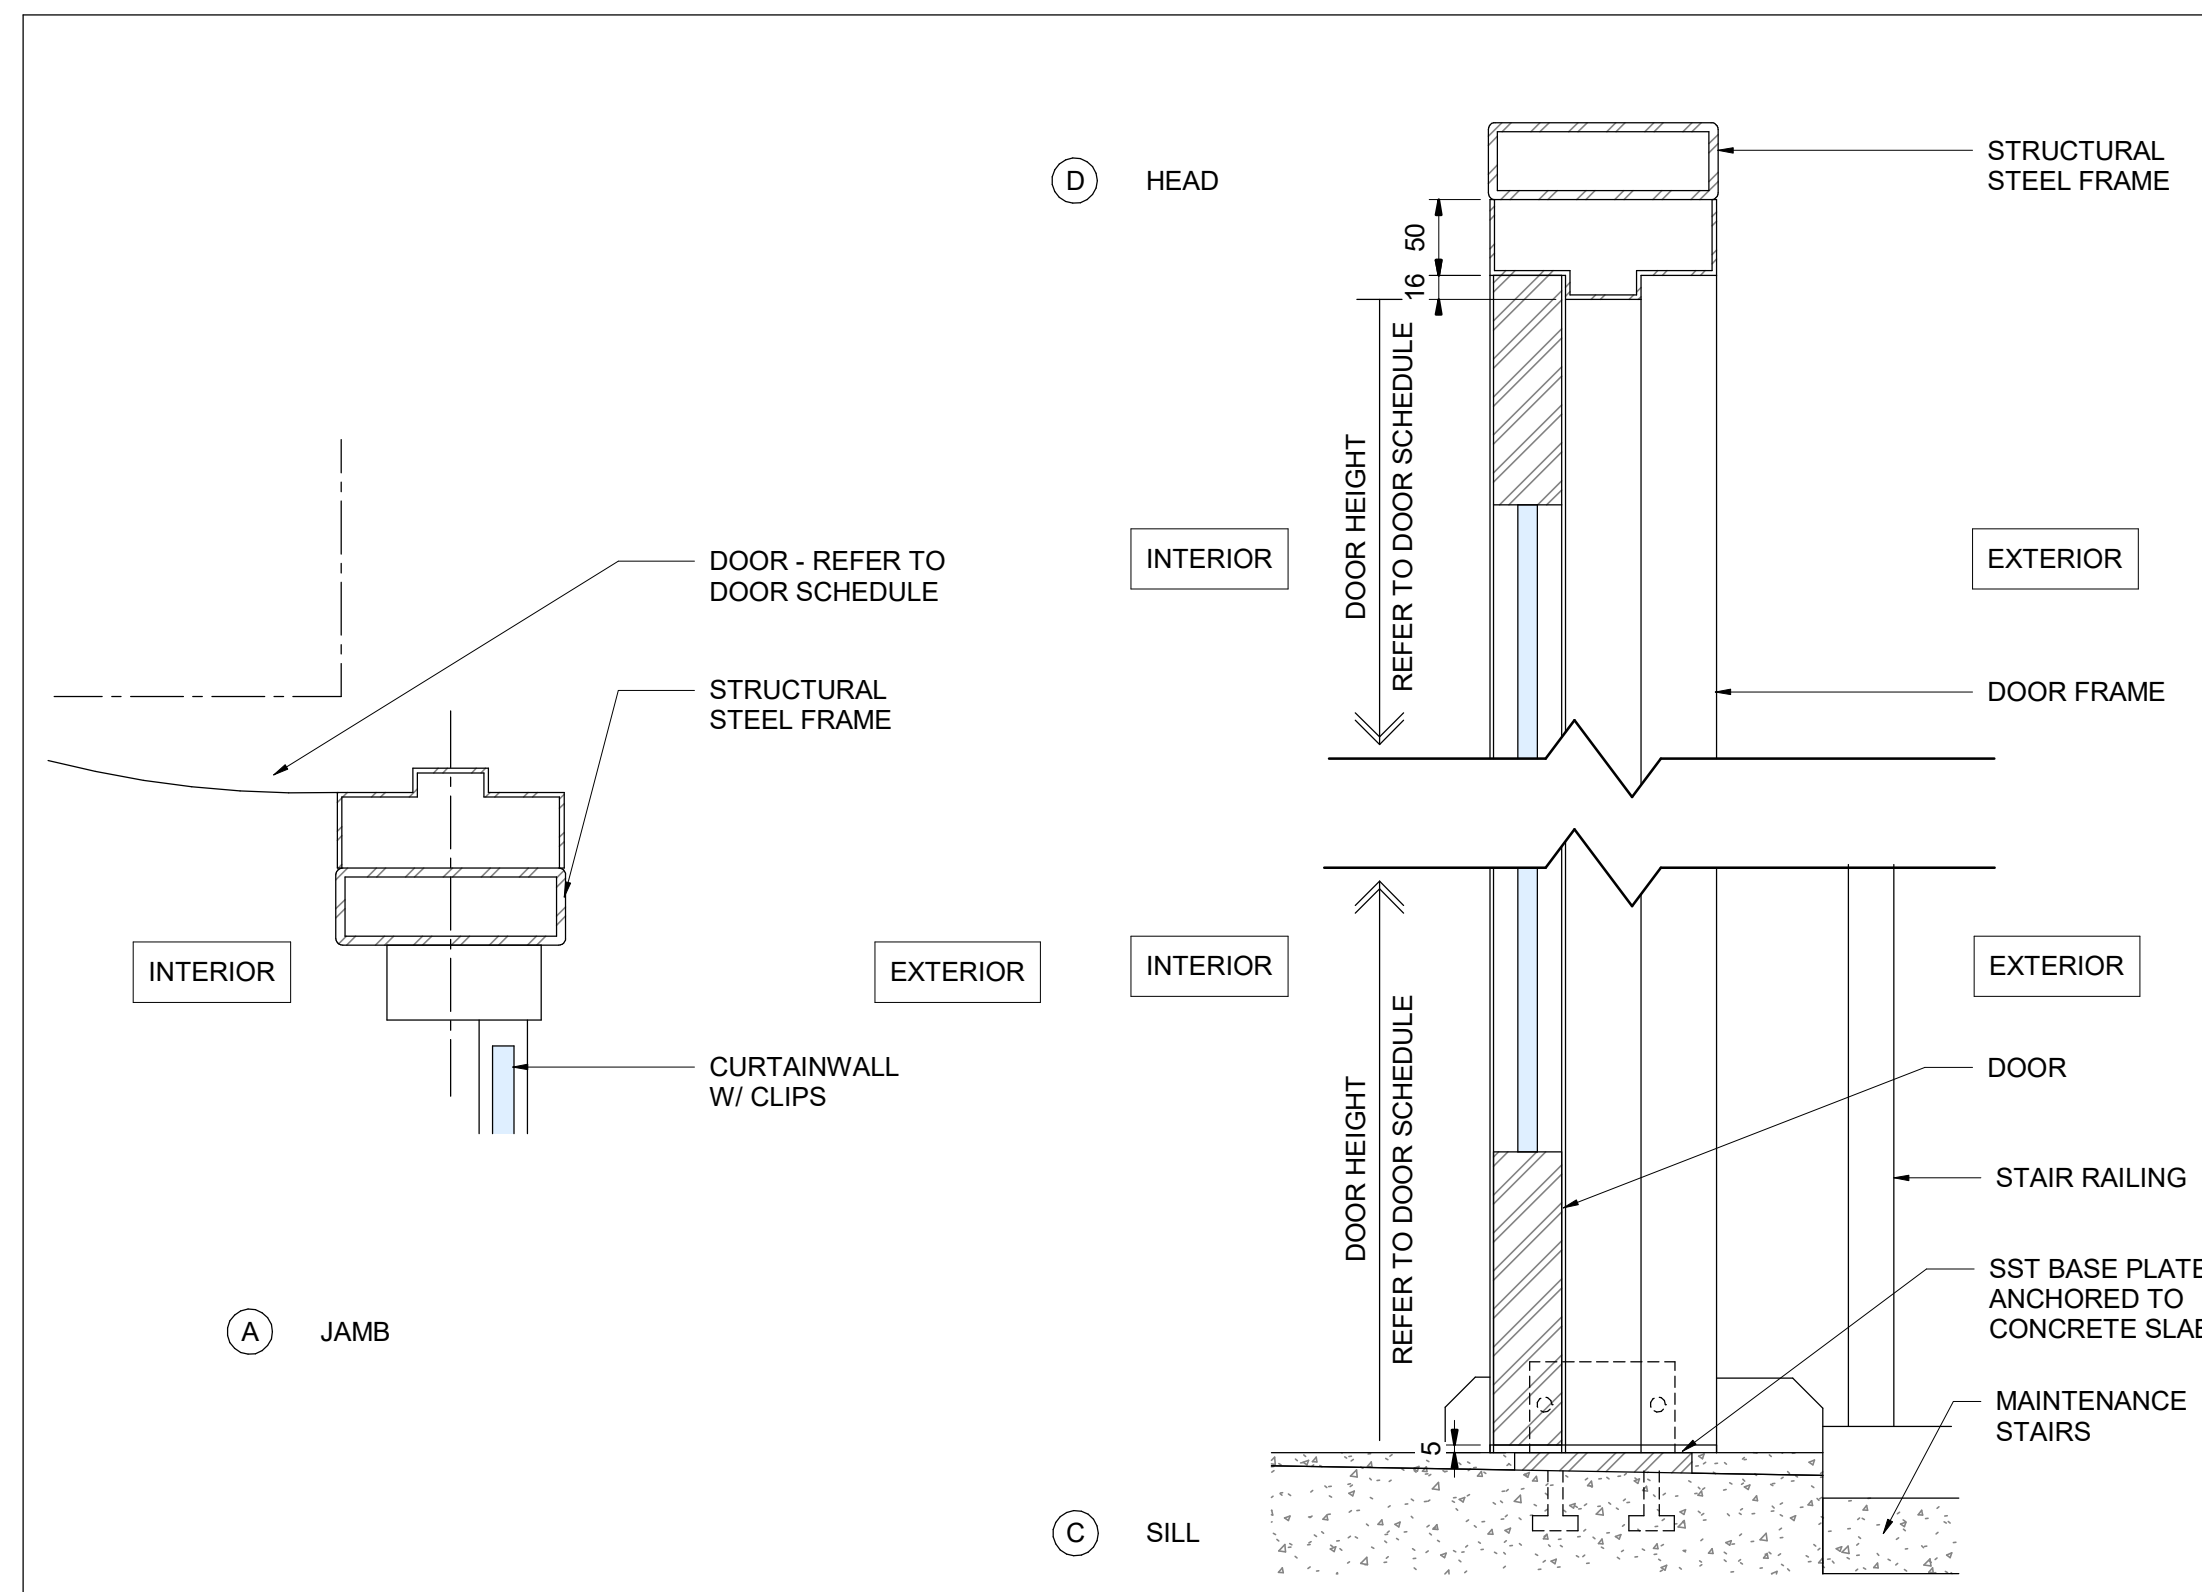 D HEAD
STRUCTURAL
STEEL FRAME
50
16
DOOR HEIGHT
REFER TO DOOR SCHEDULE
INTERIOR
EXTERIOR
DOOR FRAME
DOOR - REFER TO
DOOR SCHEDULE
STRUCTURAL
STEEL FRAME
INTERIOR
EXTERIOR
CURTAINWALL
W/ CLIPS
A JAMB
INTERIOR
EXTERIOR
DOOR HEIGHT
REFER TO DOOR SCHEDULE
DOOR
STAIR RAILING
SST BASE PLATE
ANCHORED TO
CONCRETE SLAB
MAINTENANCE
STAIRS
5
C SILL